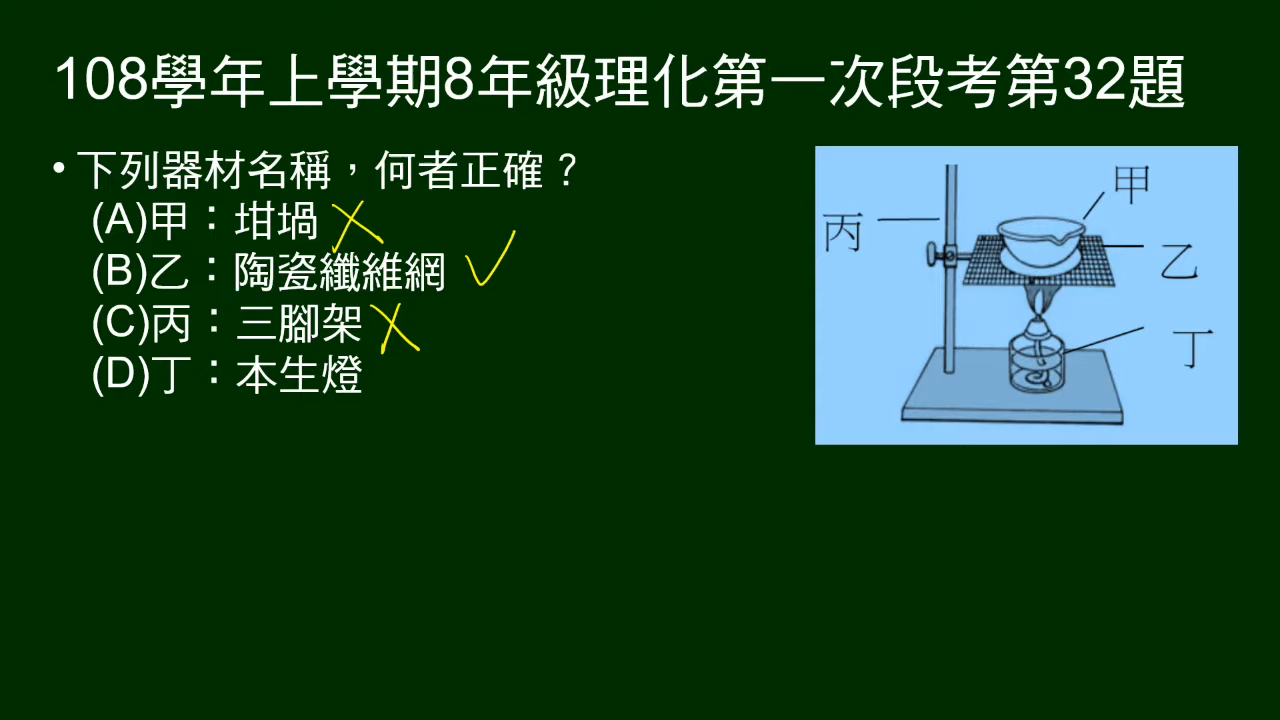 108學年上學期8年級理化第一次段考第32題
• 下列器材名稱，何者正確？
(A)甲：坩堝
(B)乙：陶瓷纖維網
(C)丙：三腳架
(D)丁：本生燈
甲
丙
乙
丁